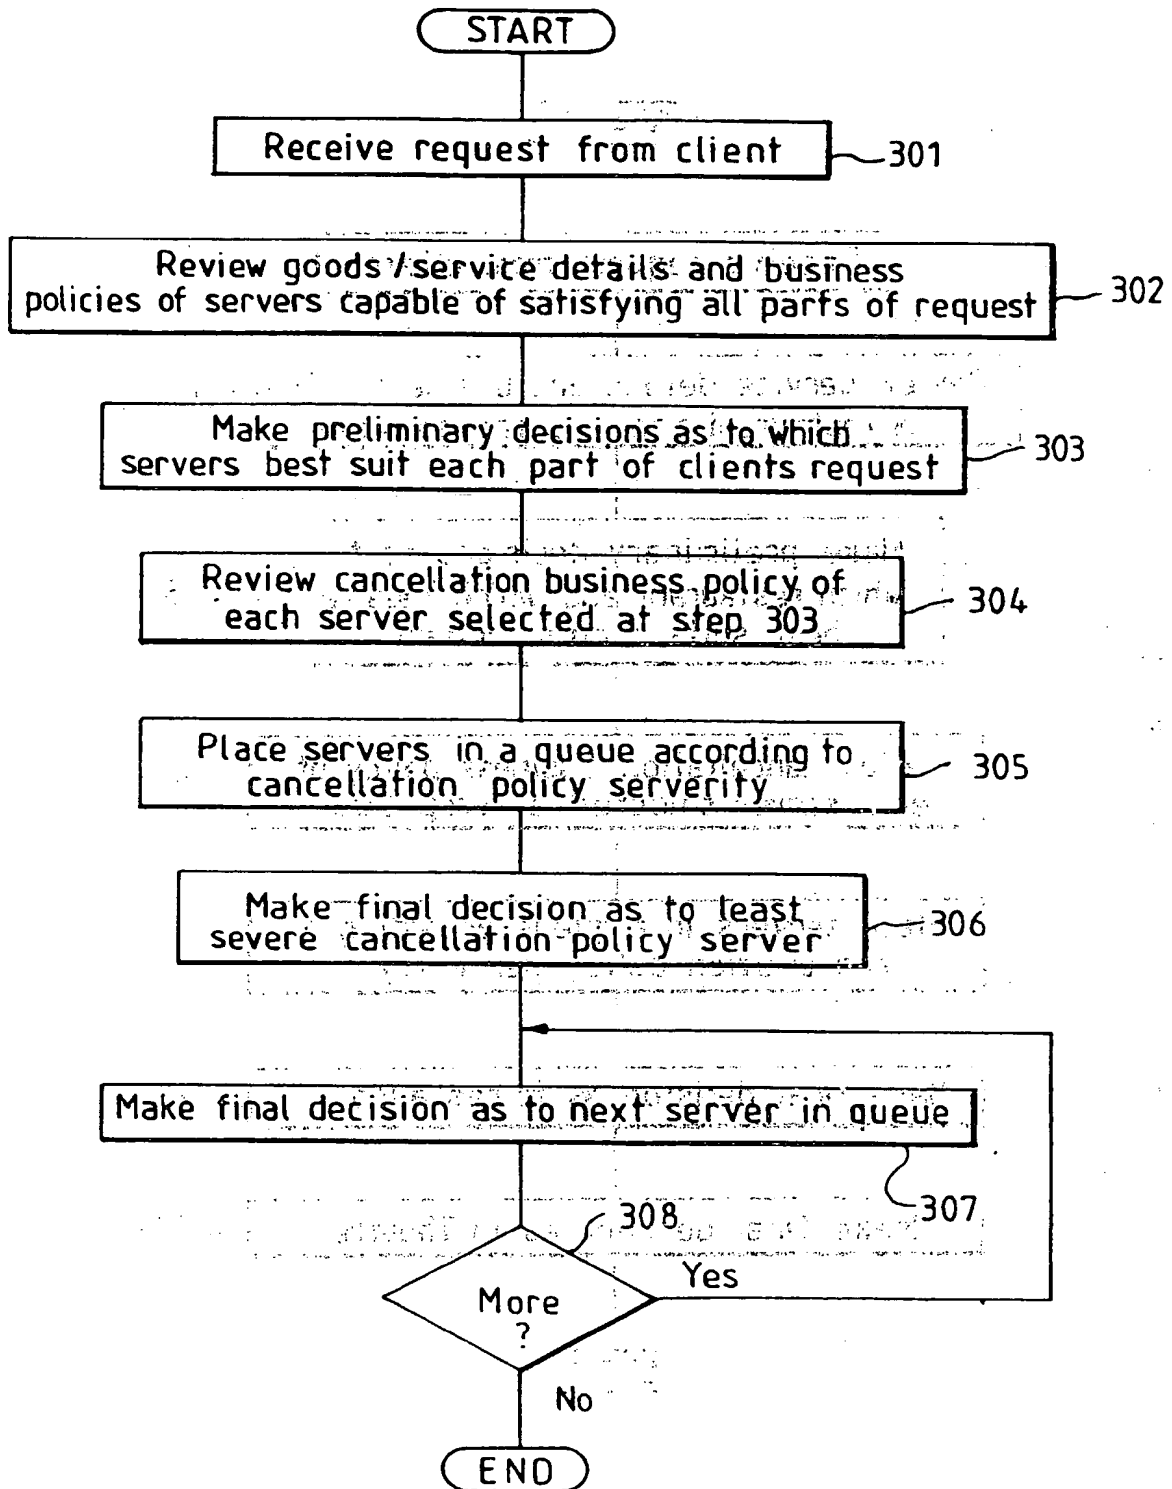 START
Receive request from client
301
Review goods/service details and business
policies of servers capable of satisfying all parts of request
302
Make preliminary decisions as to which
servers best suit each part of clients request
303
Review cancellation business policy of
each server selected at step 303
304
Place servers in a queue according to
cancellation policy serverity
305
Make final decision as to least
severe cancellation policy server
306
Make final decision as to next server in queue
307
308
More
?
Yes
No
END